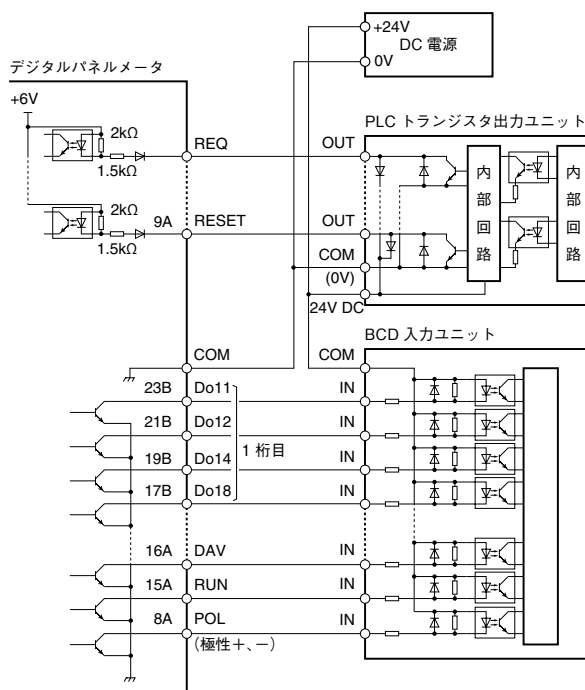 +24V
DC 電源
0V
デジタルパネルメータ
+6V
2kΩ
1.5kΩ
REQ
OUT
PLC トランジスタ出力ユニット
内部回路
内部回路
2kΩ
1.5kΩ
9A
RESET
OUT
COM
(0V)
24V DC
BCD 入力ユニット
COM
COM
23B
Do11
IN
21B
Do12
IN
1 桁目
19B
Do14
IN
17B
Do18
IN
16A
DAV
IN
15A
RUN
IN
8A
POL
IN
(極性+、−)